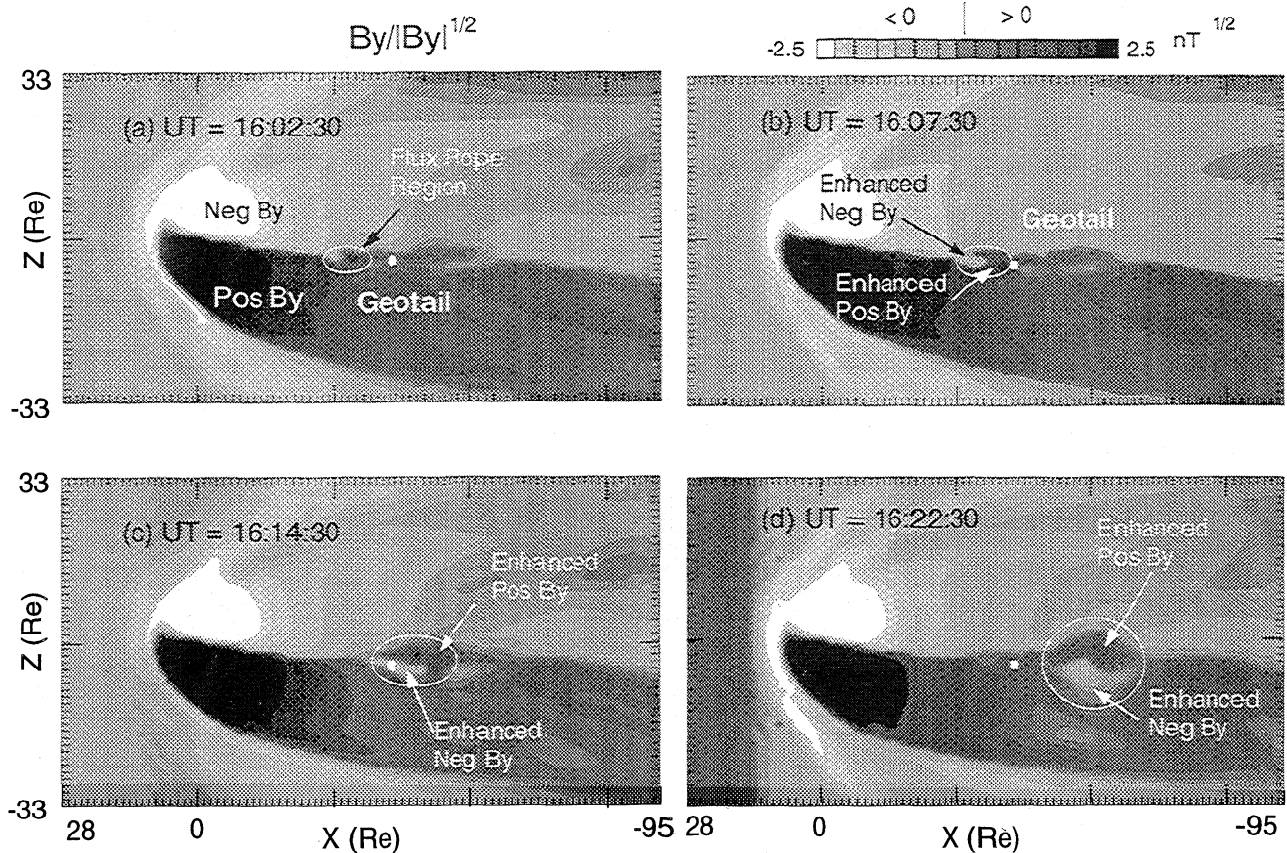 By/|By|^1/2
< 0 | > 0
-2.5 2.5 nT^1/2
33
Z (Re)
-33
(a) UT = 16:02:30
Flux Rope
Region
Neg By
Pos By
Geotail
(b) UT = 16:07:30
Enhanced
Neg By
Geotail
Enhanced
Pos By
33
Z (Re)
-33
(c) UT = 16:14:30
Enhanced
Pos By
Enhanced
Neg By
28 0 X (Re) -95
(d) UT = 16:22:30
Enhanced
Pos By
Enhanced
Neg By
28 0 X (Re) -95